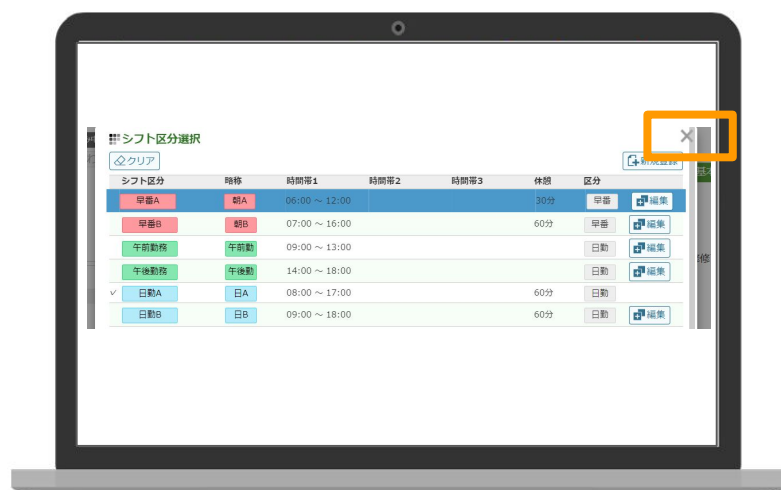 シフト区分選択
クリア
シフト区分 略称 時間帯1 時間帯2 時間帯3 休憩 区分
早番A 朝A 06:00 ～ 12:00 30分 早番 編集
早番B 朝B 07:00 ～ 16:00 60分 早番 編集
午前勤務 午前勤 09:00 ～ 13:00 日勤 編集
午後勤務 午後勤 14:00 ～ 18:00 日勤 編集
✓ 日勤A 日A 08:00 ～ 17:00 60分 日勤
日勤B 日B 09:00 ～ 18:00 60分 日勤 編集